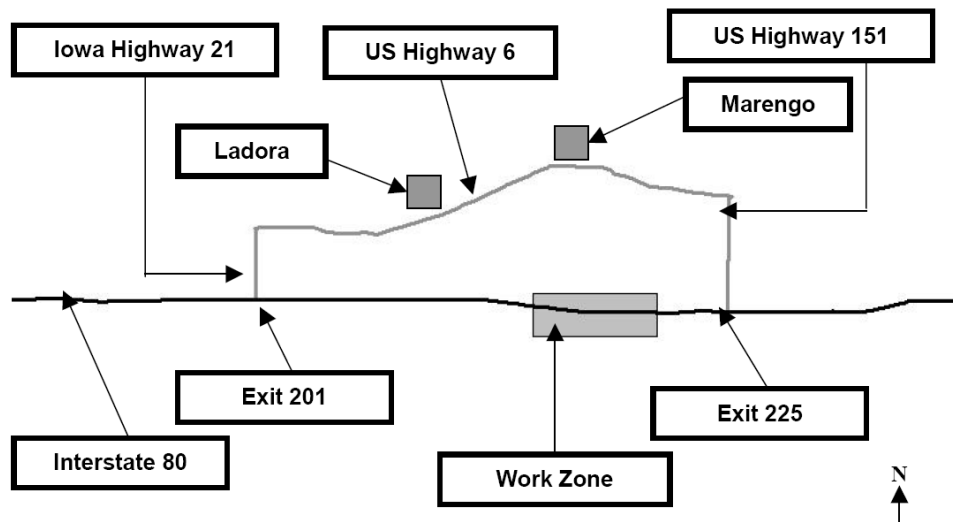 Iowa Highway 21
US Highway 6
US Highway 151
Marengo
Ladora
Exit 201
Exit 225
Interstate 80
Work Zone
N